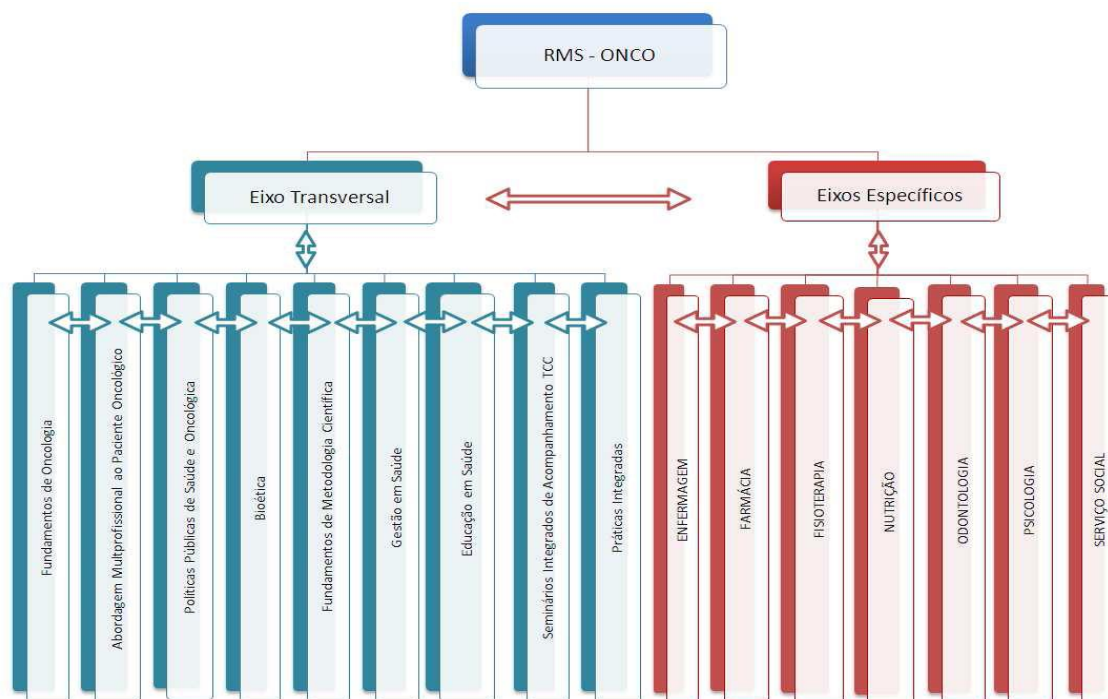 RMS - ONCO
Eixo Transversal
Eixos Específicos
Fundamentos de Oncologia
Abordagem Multprofissional ao Paciente Oncológico
Políticas Públicas de Saúde e Oncológica
Bioética
Fundamentos de Metodologia Científica
Gestão em Saúde
Educação em Saúde
Seminários Integrados de Acompanhamento TCC
Práticas Integradas
ENFERMAGEM
FARMÁCIA
FISIOTERAPIA
NUTRIÇÃO
ODONTOLOGIA
PSICOLOGIA
SERVIÇO SOCIAL